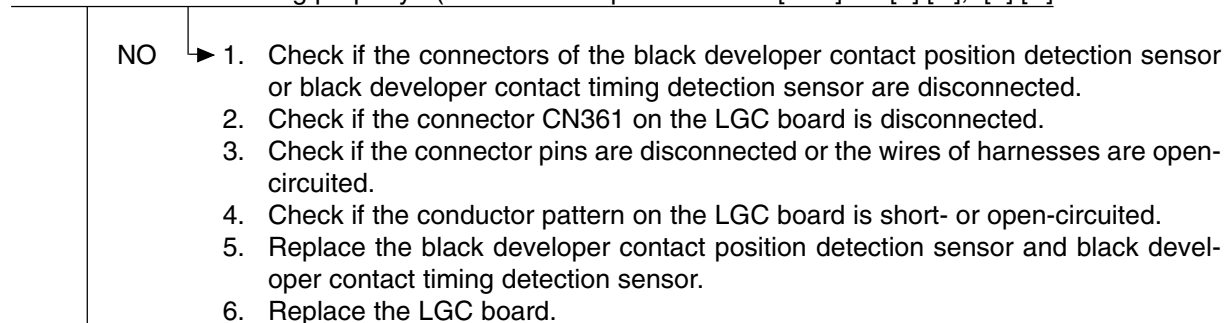 NO 1. Check if the connectors of the black developer contact position detection sensor
or black developer contact timing detection sensor are disconnected.
2. Check if the connector CN361 on the LGC board is disconnected.
3. Check if the connector pins are disconnected or the wires of harnesses are open-
circuited.
4. Check if the conductor pattern on the LGC board is short- or open-circuited.
5. Replace the black developer contact position detection sensor and black devel-
oper contact timing detection sensor.
6. Replace the LGC board.